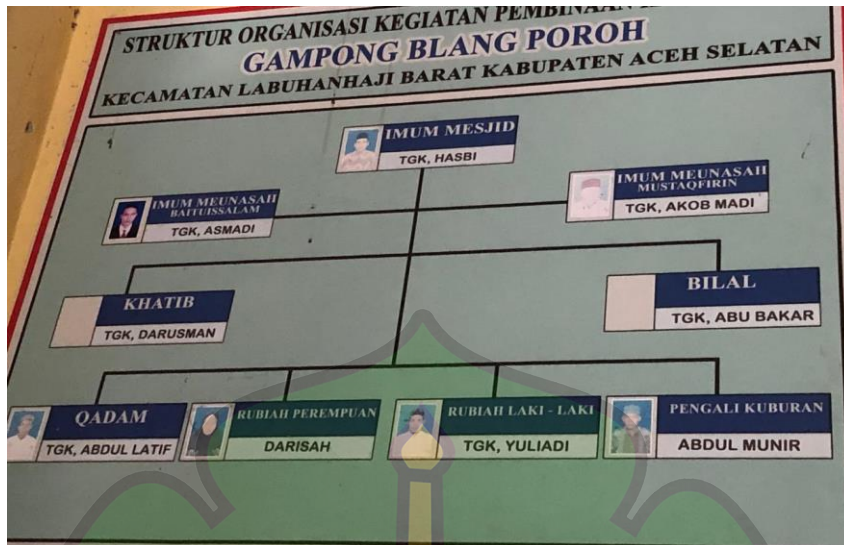 STRUKTUR ORGANISASI KEGIATAN PEMBINAAN
GAMPONG BLANG POROH
KECAMATAN LABUHANHAJI BARAT KABUPATEN ACEH SELATAN
IMUM MESJID
TGK, HASBI
IMUM MEUNASAH
BAITUISSALAM
TGK, ASMADI
IMUM MEUNASAH
MUSTAQFIRIN
TGK, AKOB MADI
KHATIB
TGK, DARUSMAN
BILAL
TGK, ABU BAKAR
QADAM
TGK, ABDUL LATIF
RUBIAH PEREMPUAN
DARISAH
RUBIAH LAKI - LAKI
TGK, YULIADI
PENGALI KUBURAN
ABDUL MUNIR